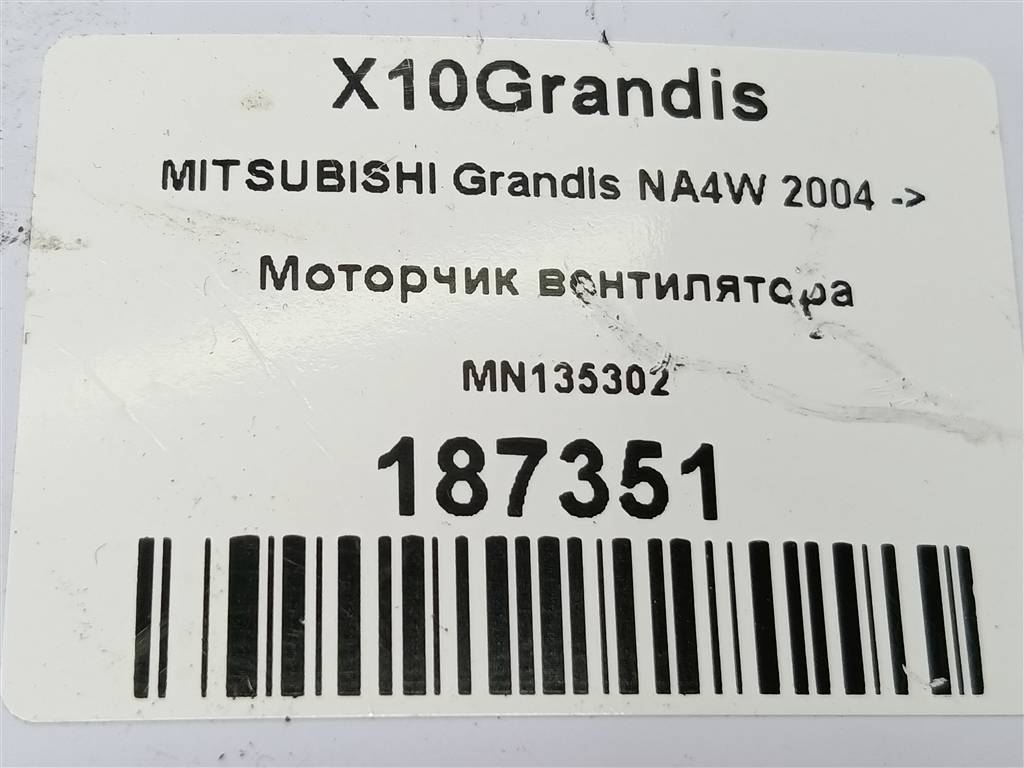 X10Grandis
MITSUBISHI Grandis NA4W 2004 ->
Моторчик вентилятора
MN135302
187351